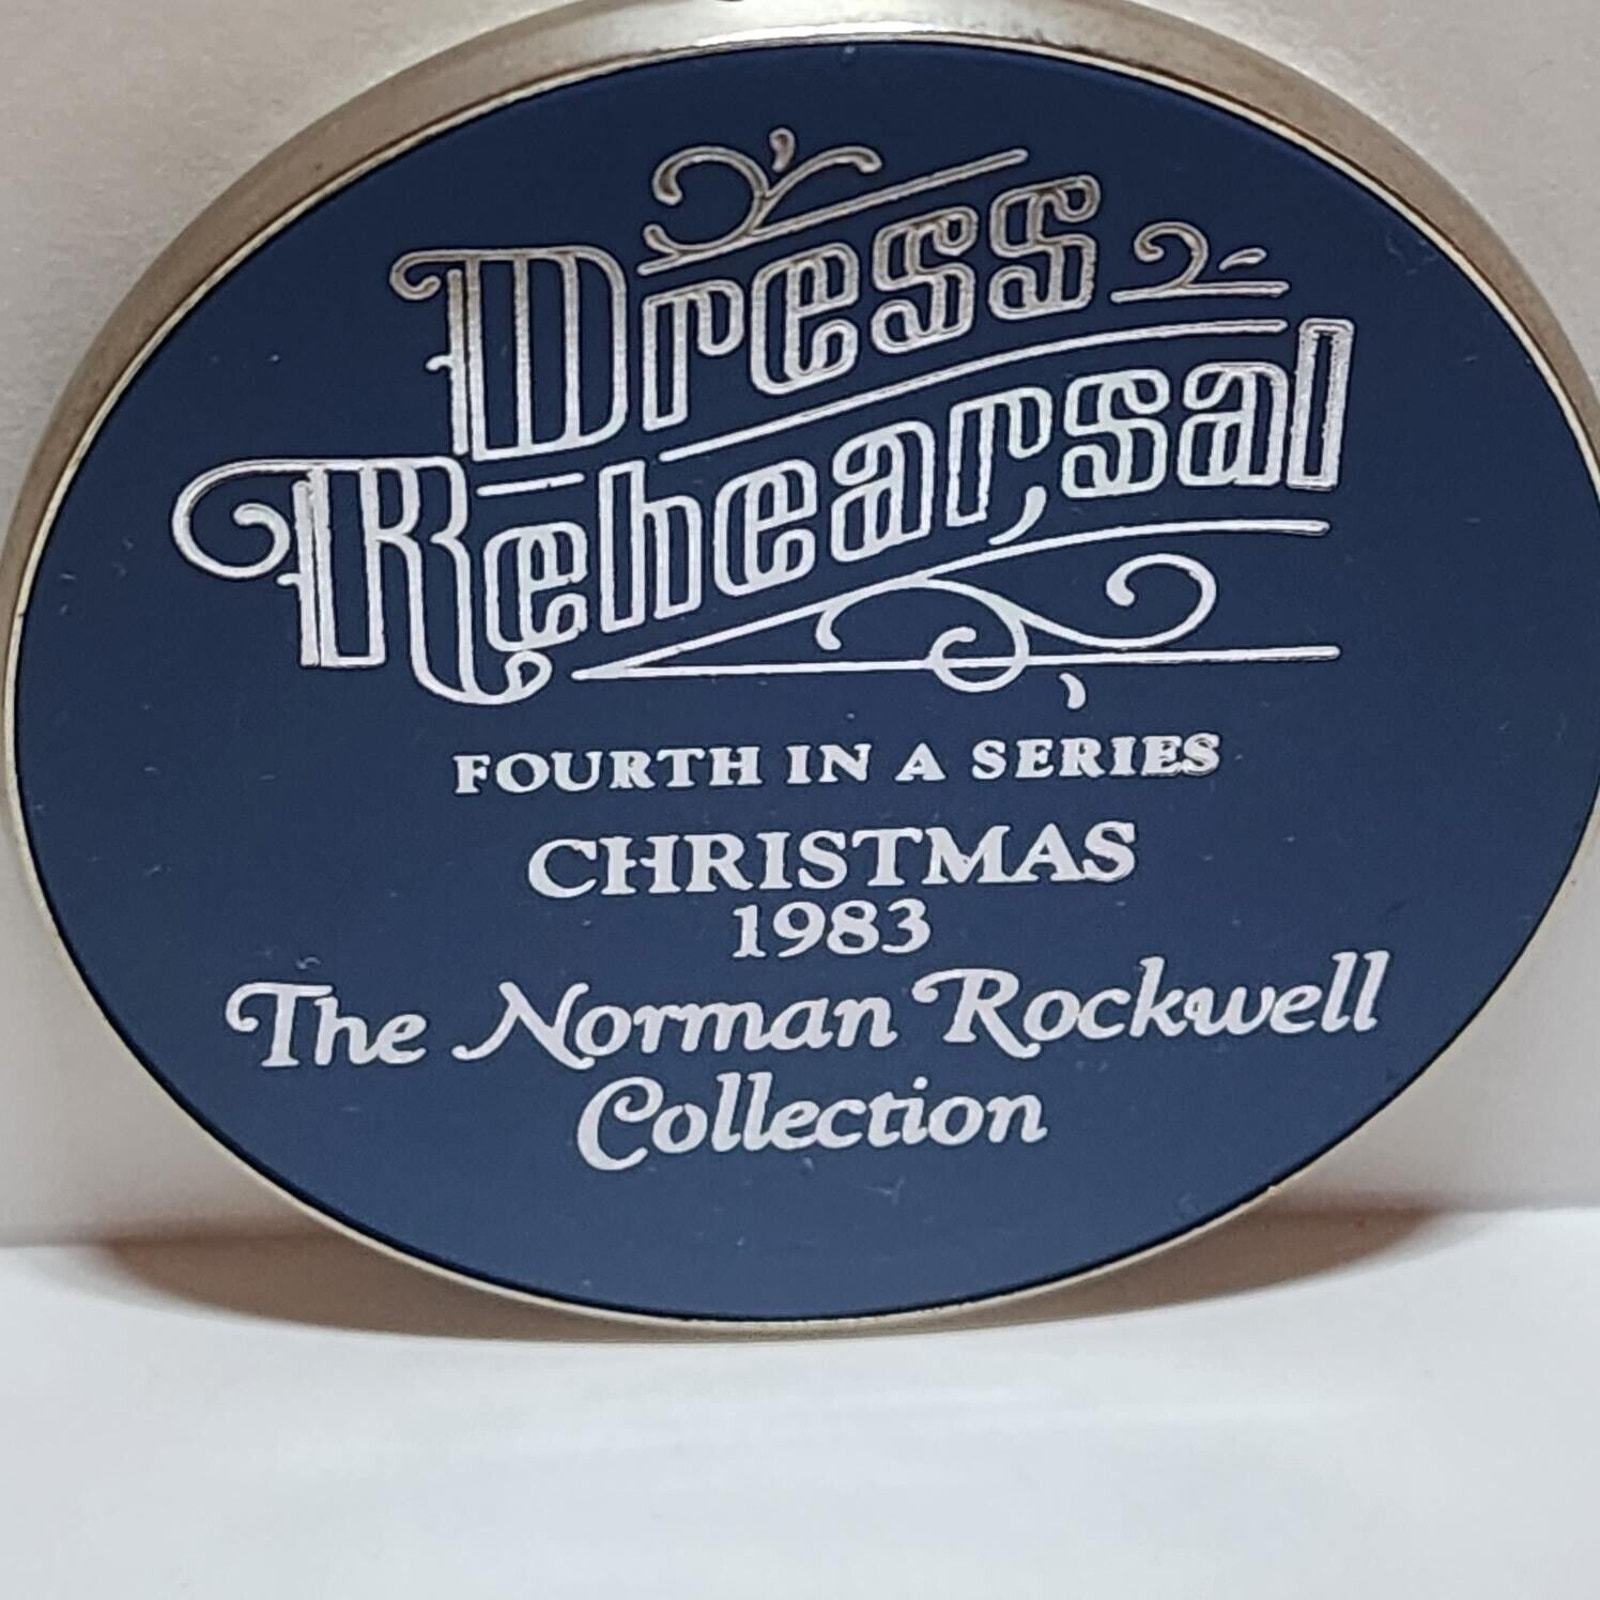 Dress
Rehearsal
FOURTH IN A SERIES
CHRISTMAS
1983
The Norman Rockwell
Collection